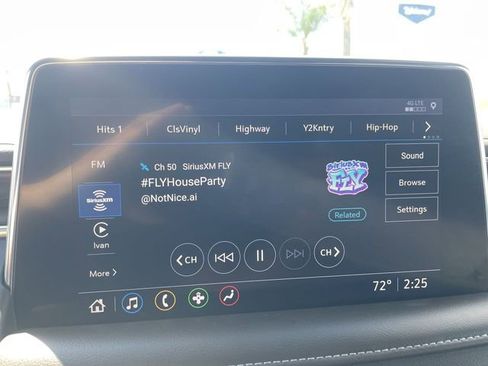 4G LTE
Hits 1
ClsVinyl
Highway
Y2Kntry
Hip-Hop
FM
Ch 50 SiriusXM FLY
Sound
#FLYHouseParty
SiriusXM
FLY
Browse
SiriusXM
@NotNice.ai
Related
Settings
Ivan
More >
< CH
CH >
72° 2:25